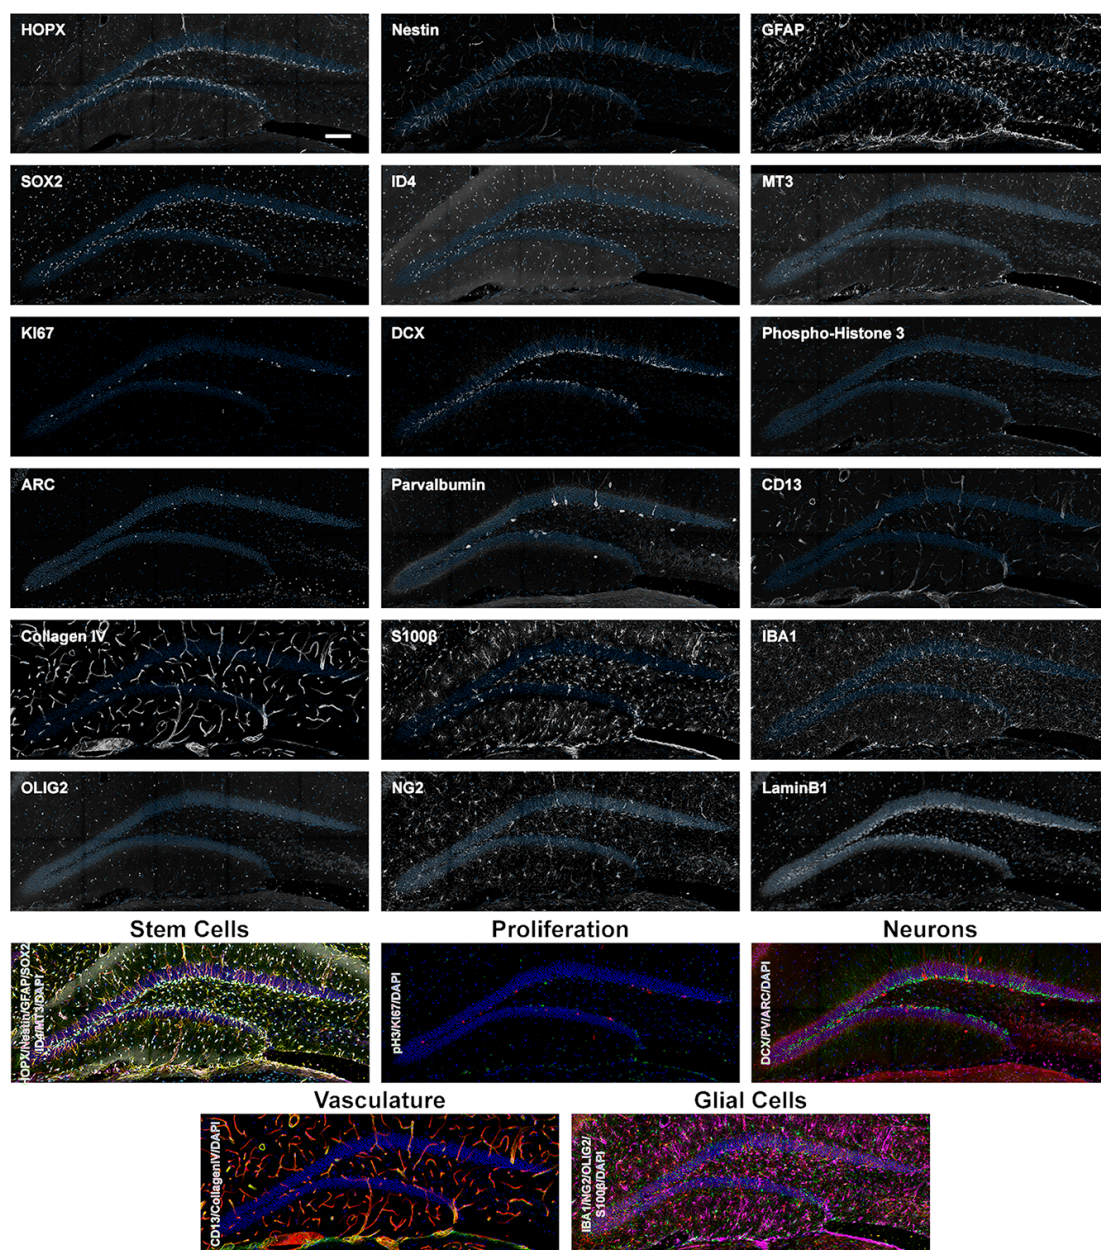 HOPX
Nestin
GFAP
SOX2
ID4
MT3
KI67
DCX
Phospho-Histone 3
ARC
Parvalbumin
CD13
Collagen IV
S100β
IBA1
OLIG2
NG2
LaminB1
Stem Cells
Proliferation
Neurons
HOPX/Nestin/GFAP/SOX2
ID4/MT3/DAPI
pH3/KI67/DAPI
DCX/PV/ARC/DAPI
Vasculature
Glial Cells
CD13/CollagenIV/DAPI
IBA1/NG2/OLIG2/
S100β/DAPI